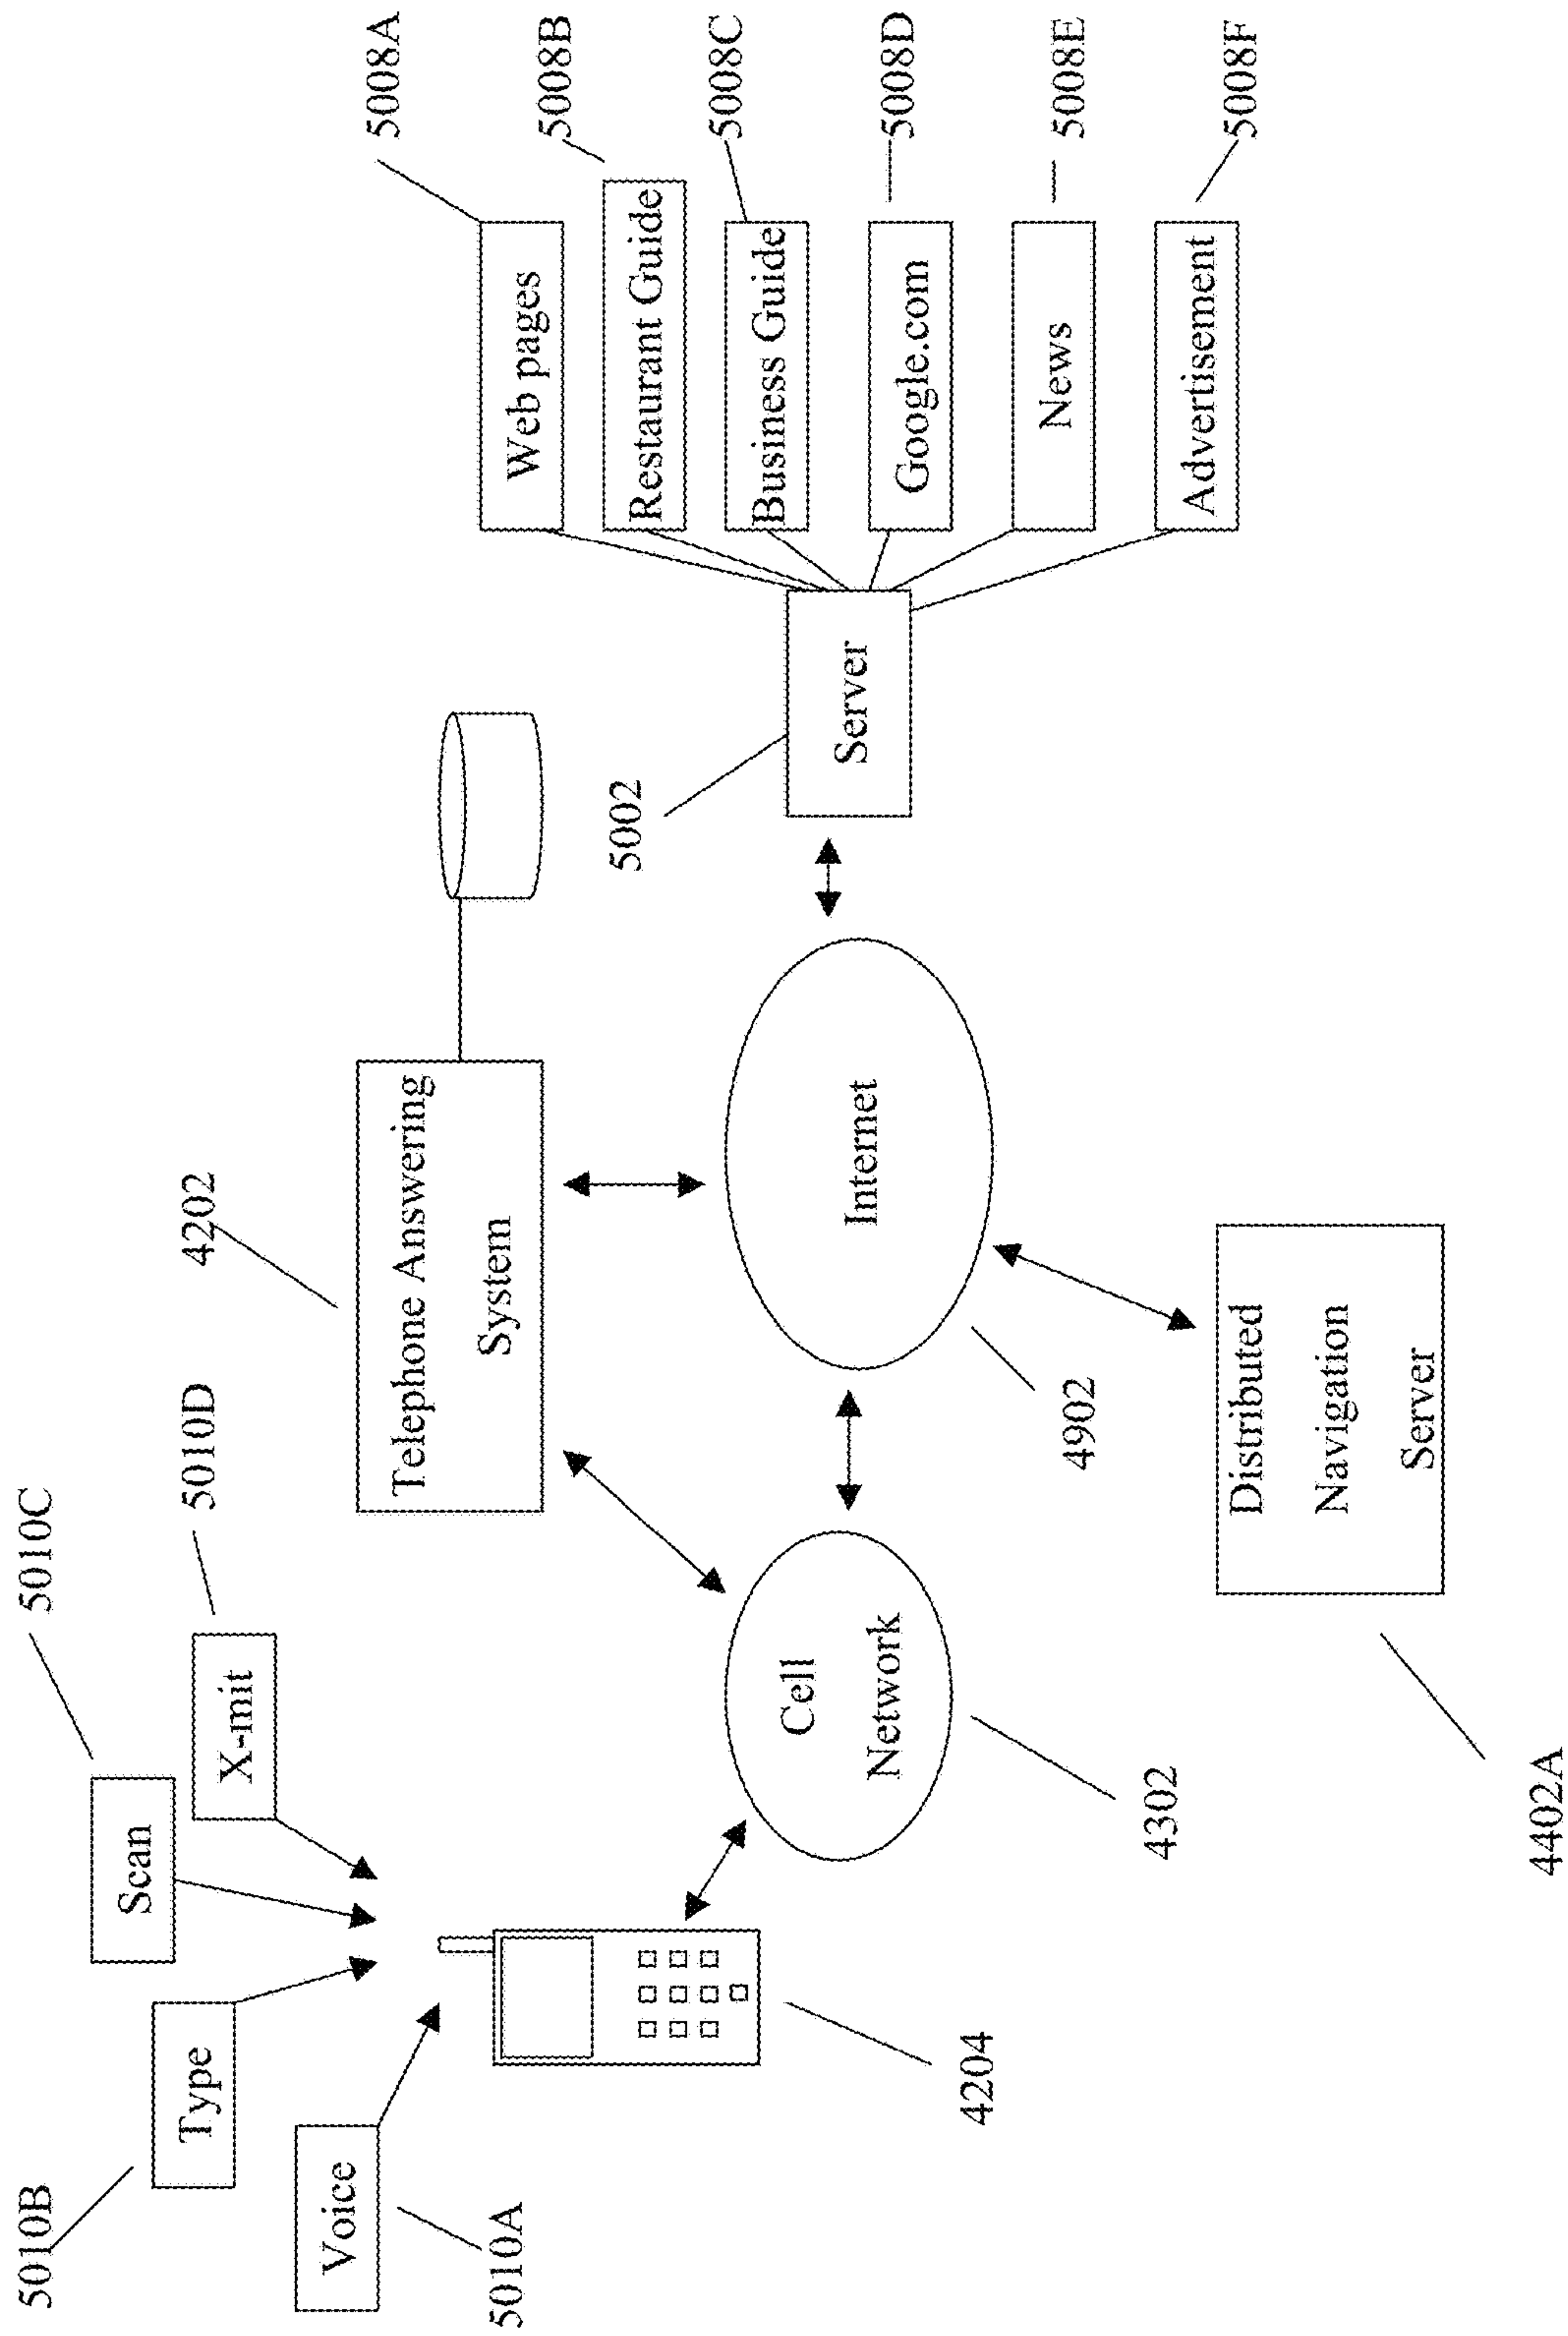 5010C
5010B
Scan
5010D
4202
Type
X-mit
Telephone Answering
System
5008A
Voice
Web pages
5008B
5010A
5002
Restaurant Guide
5008C
Business Guide
Cell
Network
Internet
Server
Google.com
5008D
4204
4302
4902
News
5008E
Distributed
Navigation
Server
Advertisement
5008F
4402A